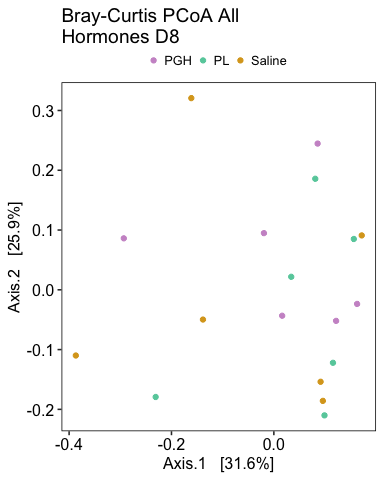 Bray-Curtis PCoA All
Hormones D8
PGH PL Saline
0.3
0.2
0.1
0.0
-0.1
-0.2
Axis.2 [25.9%]
-0.4 -0.2 0.0
Axis.1 [31.6%]